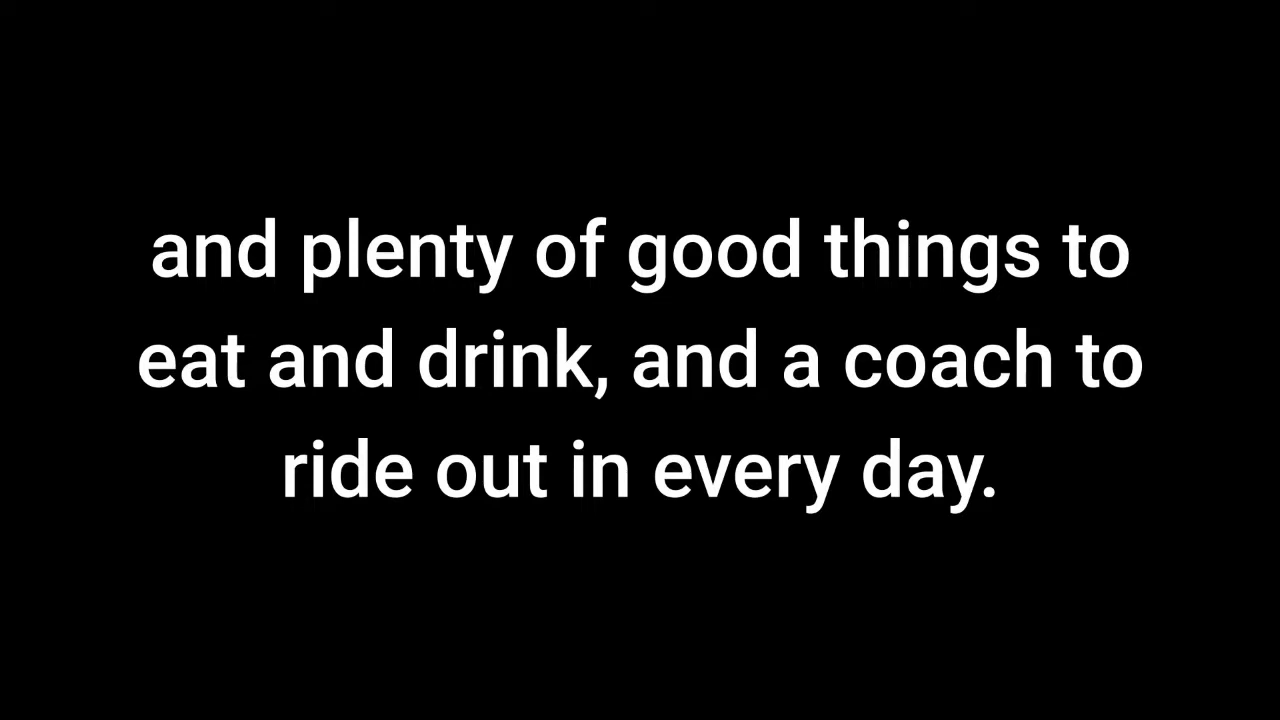 and plenty of good things to
eat and drink, and a coach to
ride out in every day.